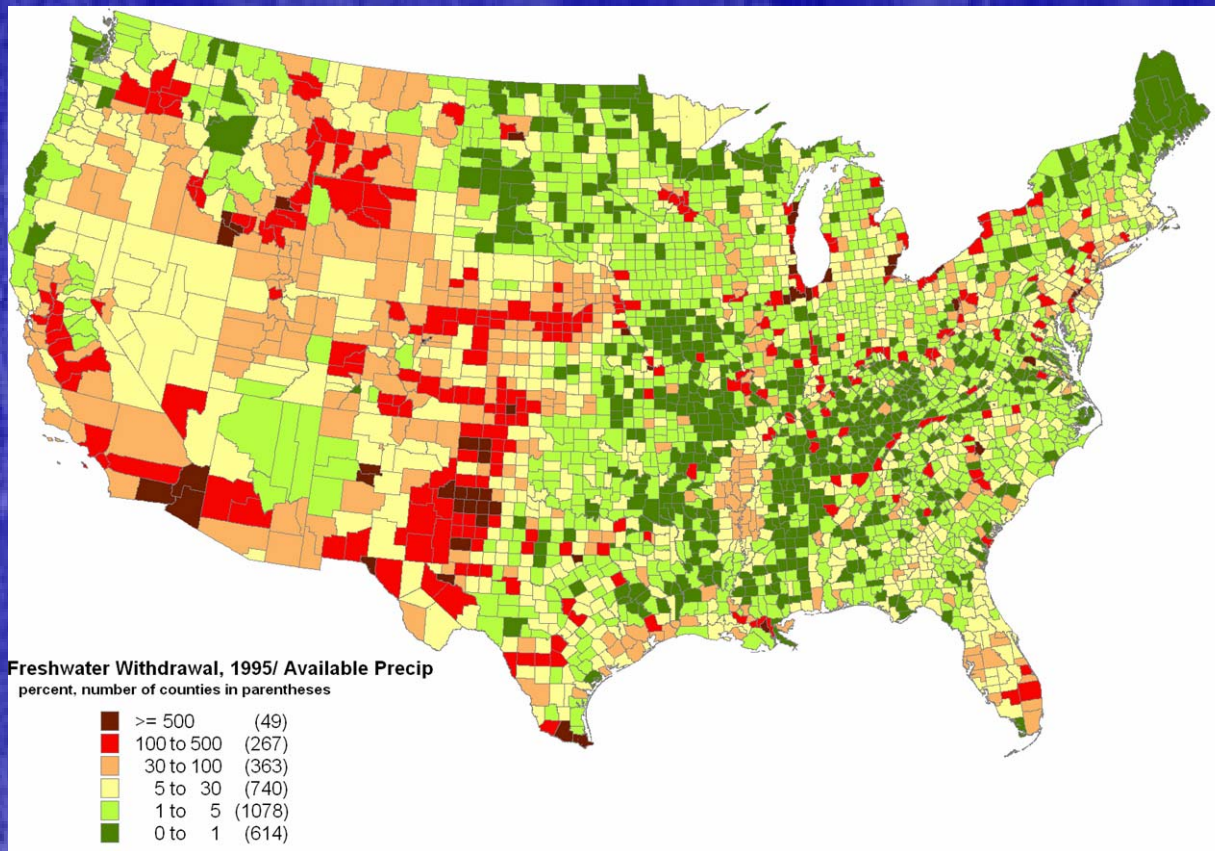 Freshwater Withdrawal, 1995/ Available Precip
percent, number of counties in parentheses
>= 500 (49)
100 to 500 (267)
30 to 100 (363)
5 to 30 (740)
1 to 5 (1078)
0 to 1 (614)